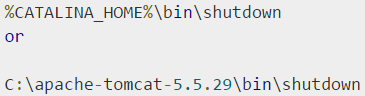 %CATALINA_HOME%\bin\shutdown
or
C:\apache-tomcat-5.5.29\bin\shutdown